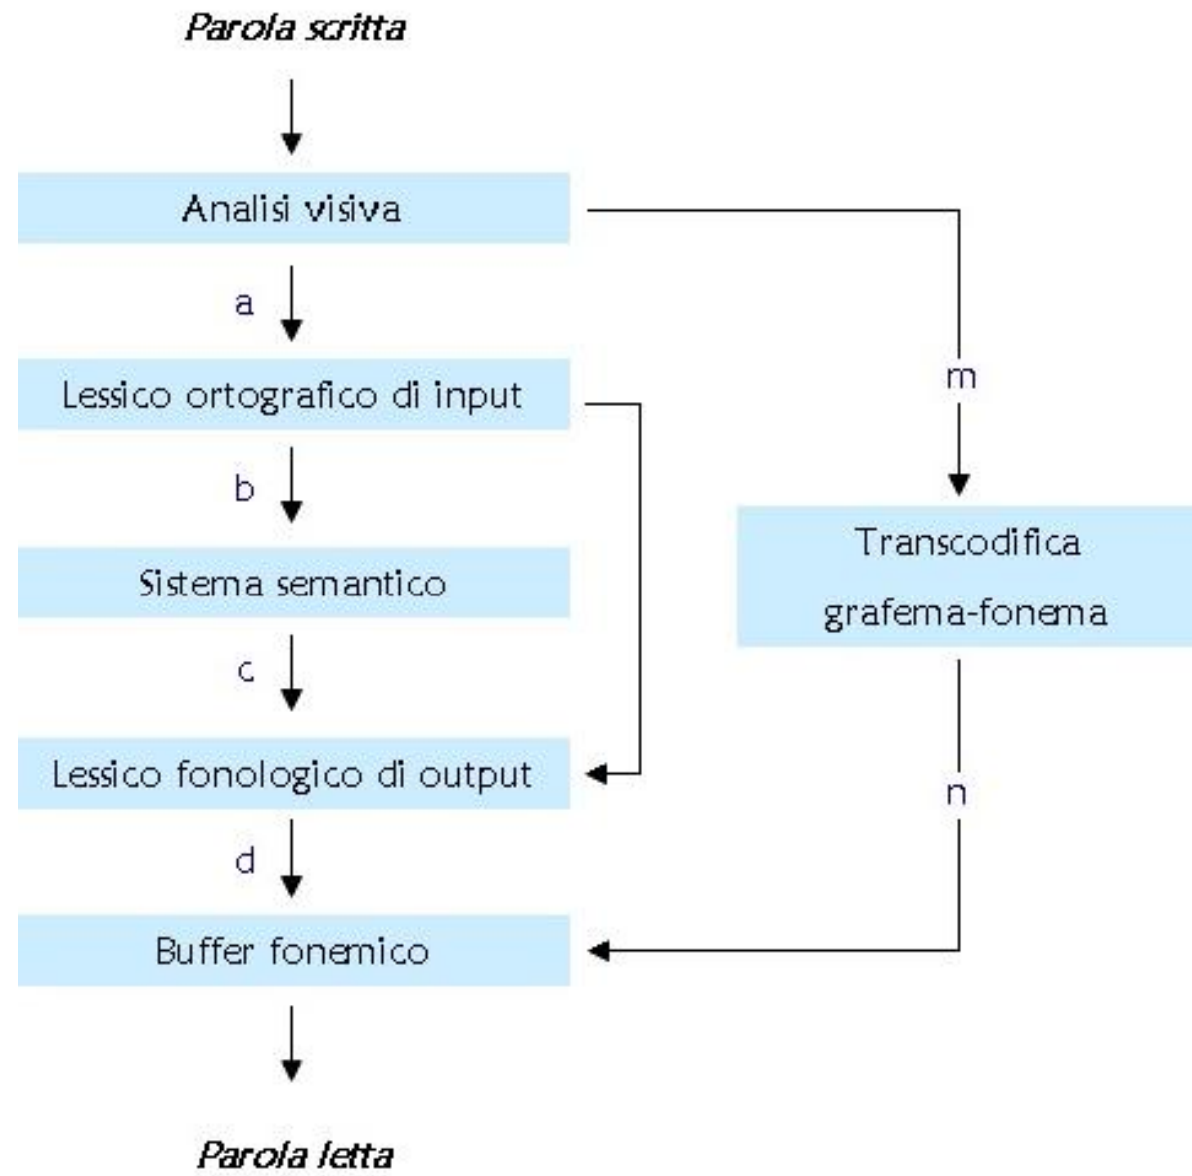 Parola scritta
Analisi visiva
a
Lessico ortografico di input
m
b
Transcodifica
grafema-fonema
Sistema semantico
c
Lessico fonologico di output
n
d
Buffer fonemico
Parola letta